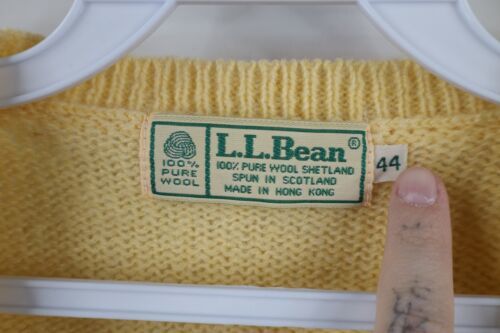 100%
PURE
WOOL
L.L.Bean®
100% PURE WOOL SHETLAND
SPUN IN SCOTLAND
MADE IN HONG KONG
44